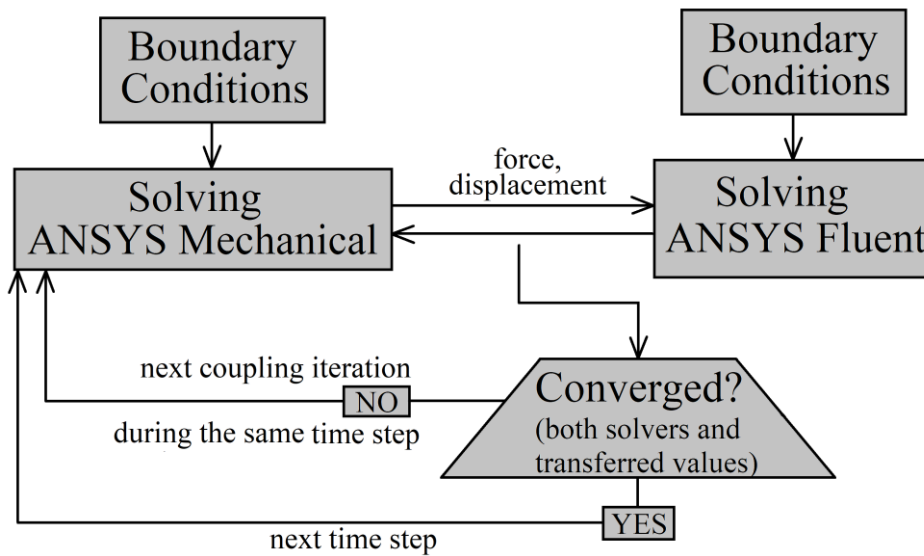 Boundary
Conditions
Boundary
Conditions
force,
displacement
Solving
ANSYS Mechanical
Solving
ANSYS Fluent
next coupling iteration
NO
during the same time step
Converged?
(both solvers and
transferred values)
YES
next time step